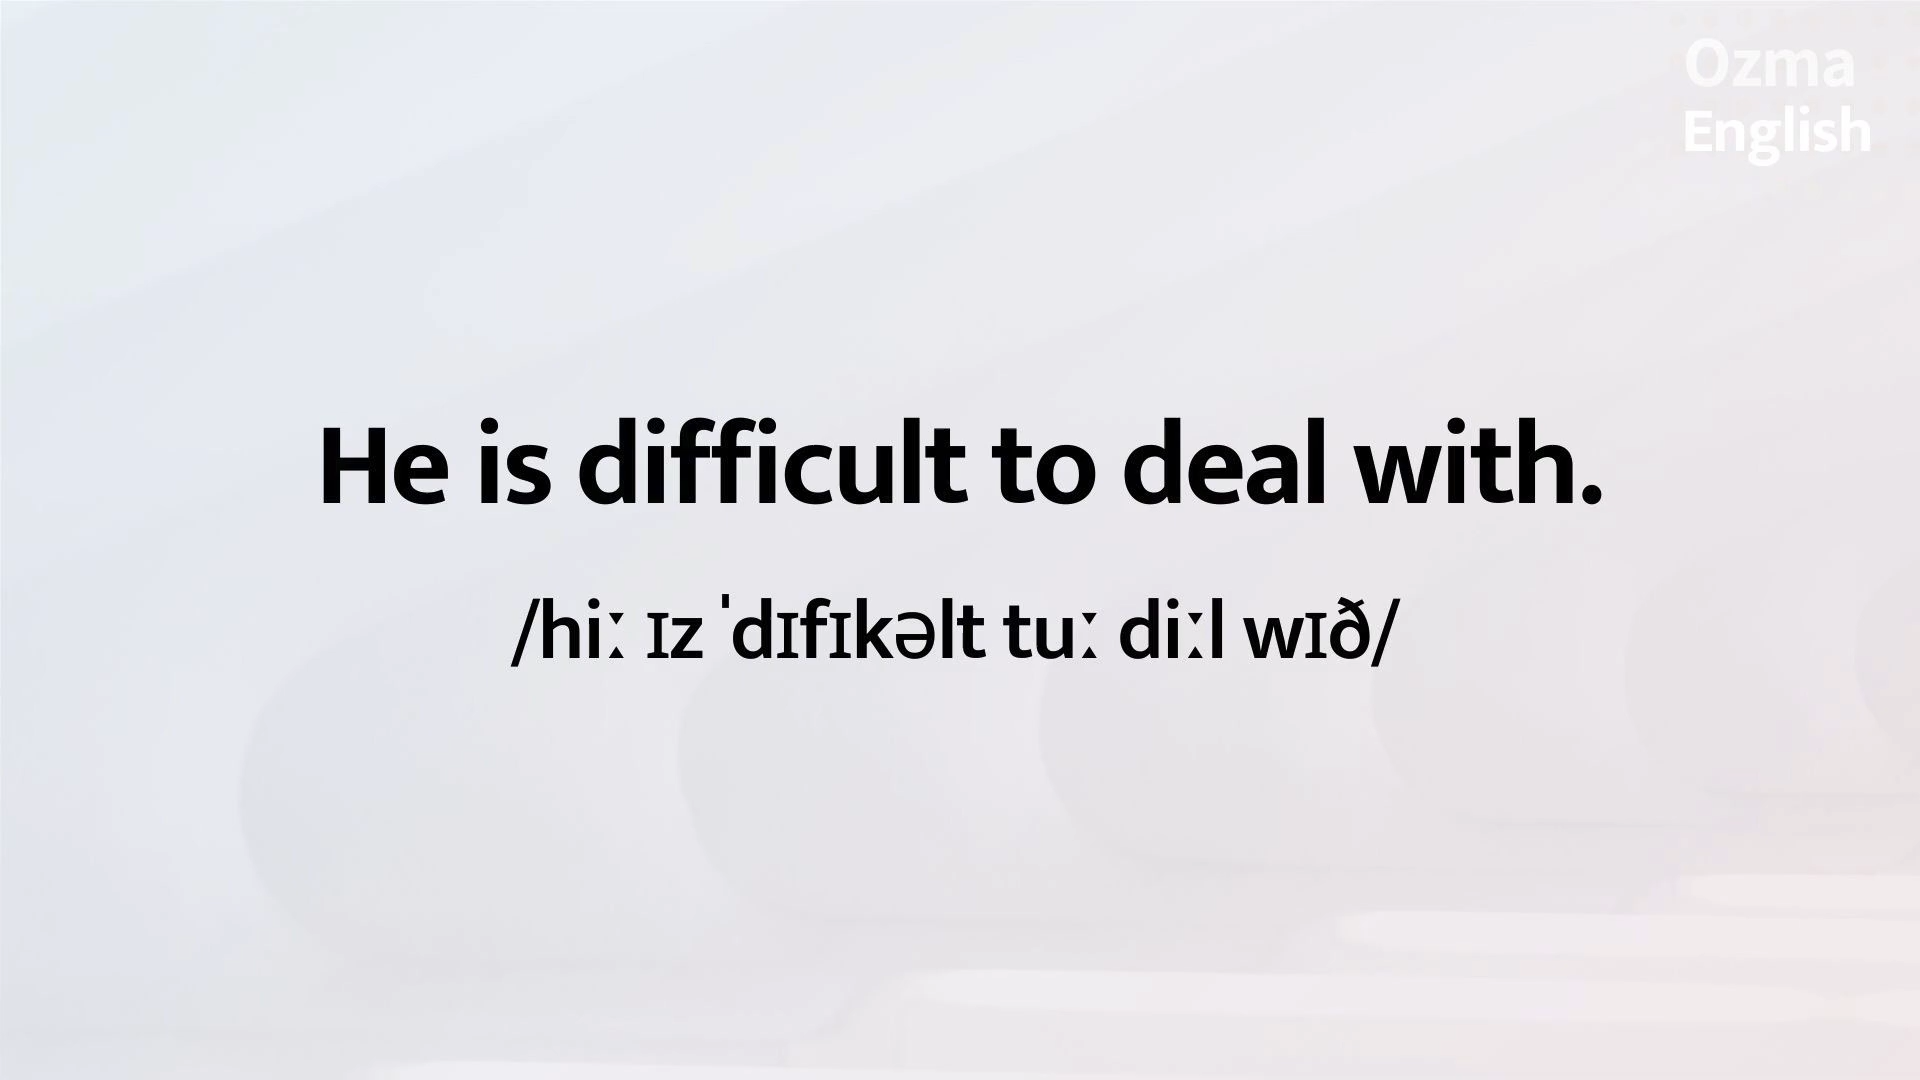 Ozma
English
He is difficult to deal with.
/hiː ɪz ˈdɪfɪkəlt tuː diːl wɪð/